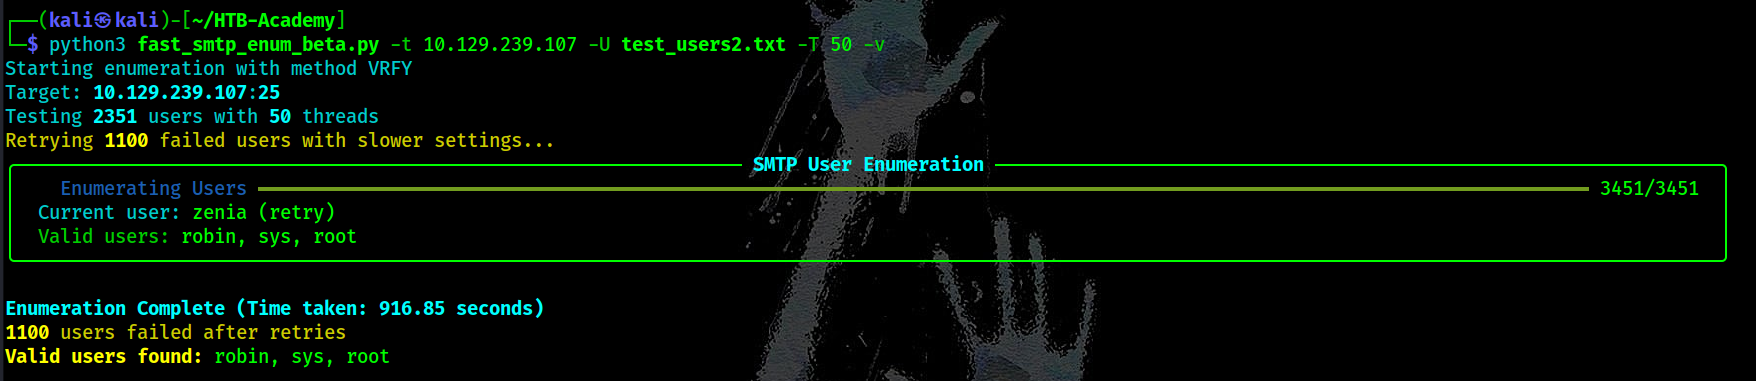 ┌──(kali㉿kali)-[~/HTB-Academy]
└─$ python3 fast_smtp_enum_beta.py -t 10.129.239.107 -U test_users2.txt -T 50 -v
Starting enumeration with method VRFY
Target: 10.129.239.107:25
Testing 2351 users with 50 threads
Retrying 1100 failed users with slower settings...
SMTP User Enumeration
Enumerating Users 3451/3451
Current user: zenia (retry)
Valid users: robin, sys, root
Enumeration Complete (Time taken: 916.85 seconds)
1100 users failed after retries
Valid users found: robin, sys, root